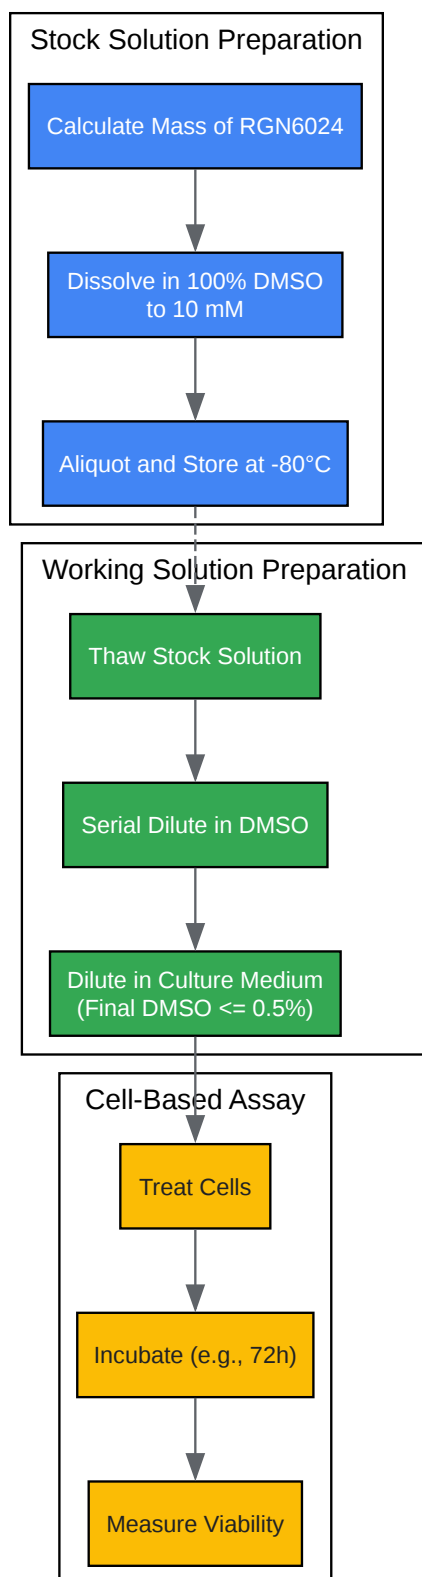 Stock Solution Preparation
Calculate Mass of RGN6024
Dissolve in 100% DMSO
to 10 mM
Aliquot and Store at -80°C
Working Solution Preparation
Thaw Stock Solution
Serial Dilute in DMSO
Dilute in Culture Medium
(Final DMSO <= 0.5%)
Cell-Based Assay
Treat Cells
Incubate (e.g., 72h)
Measure Viability